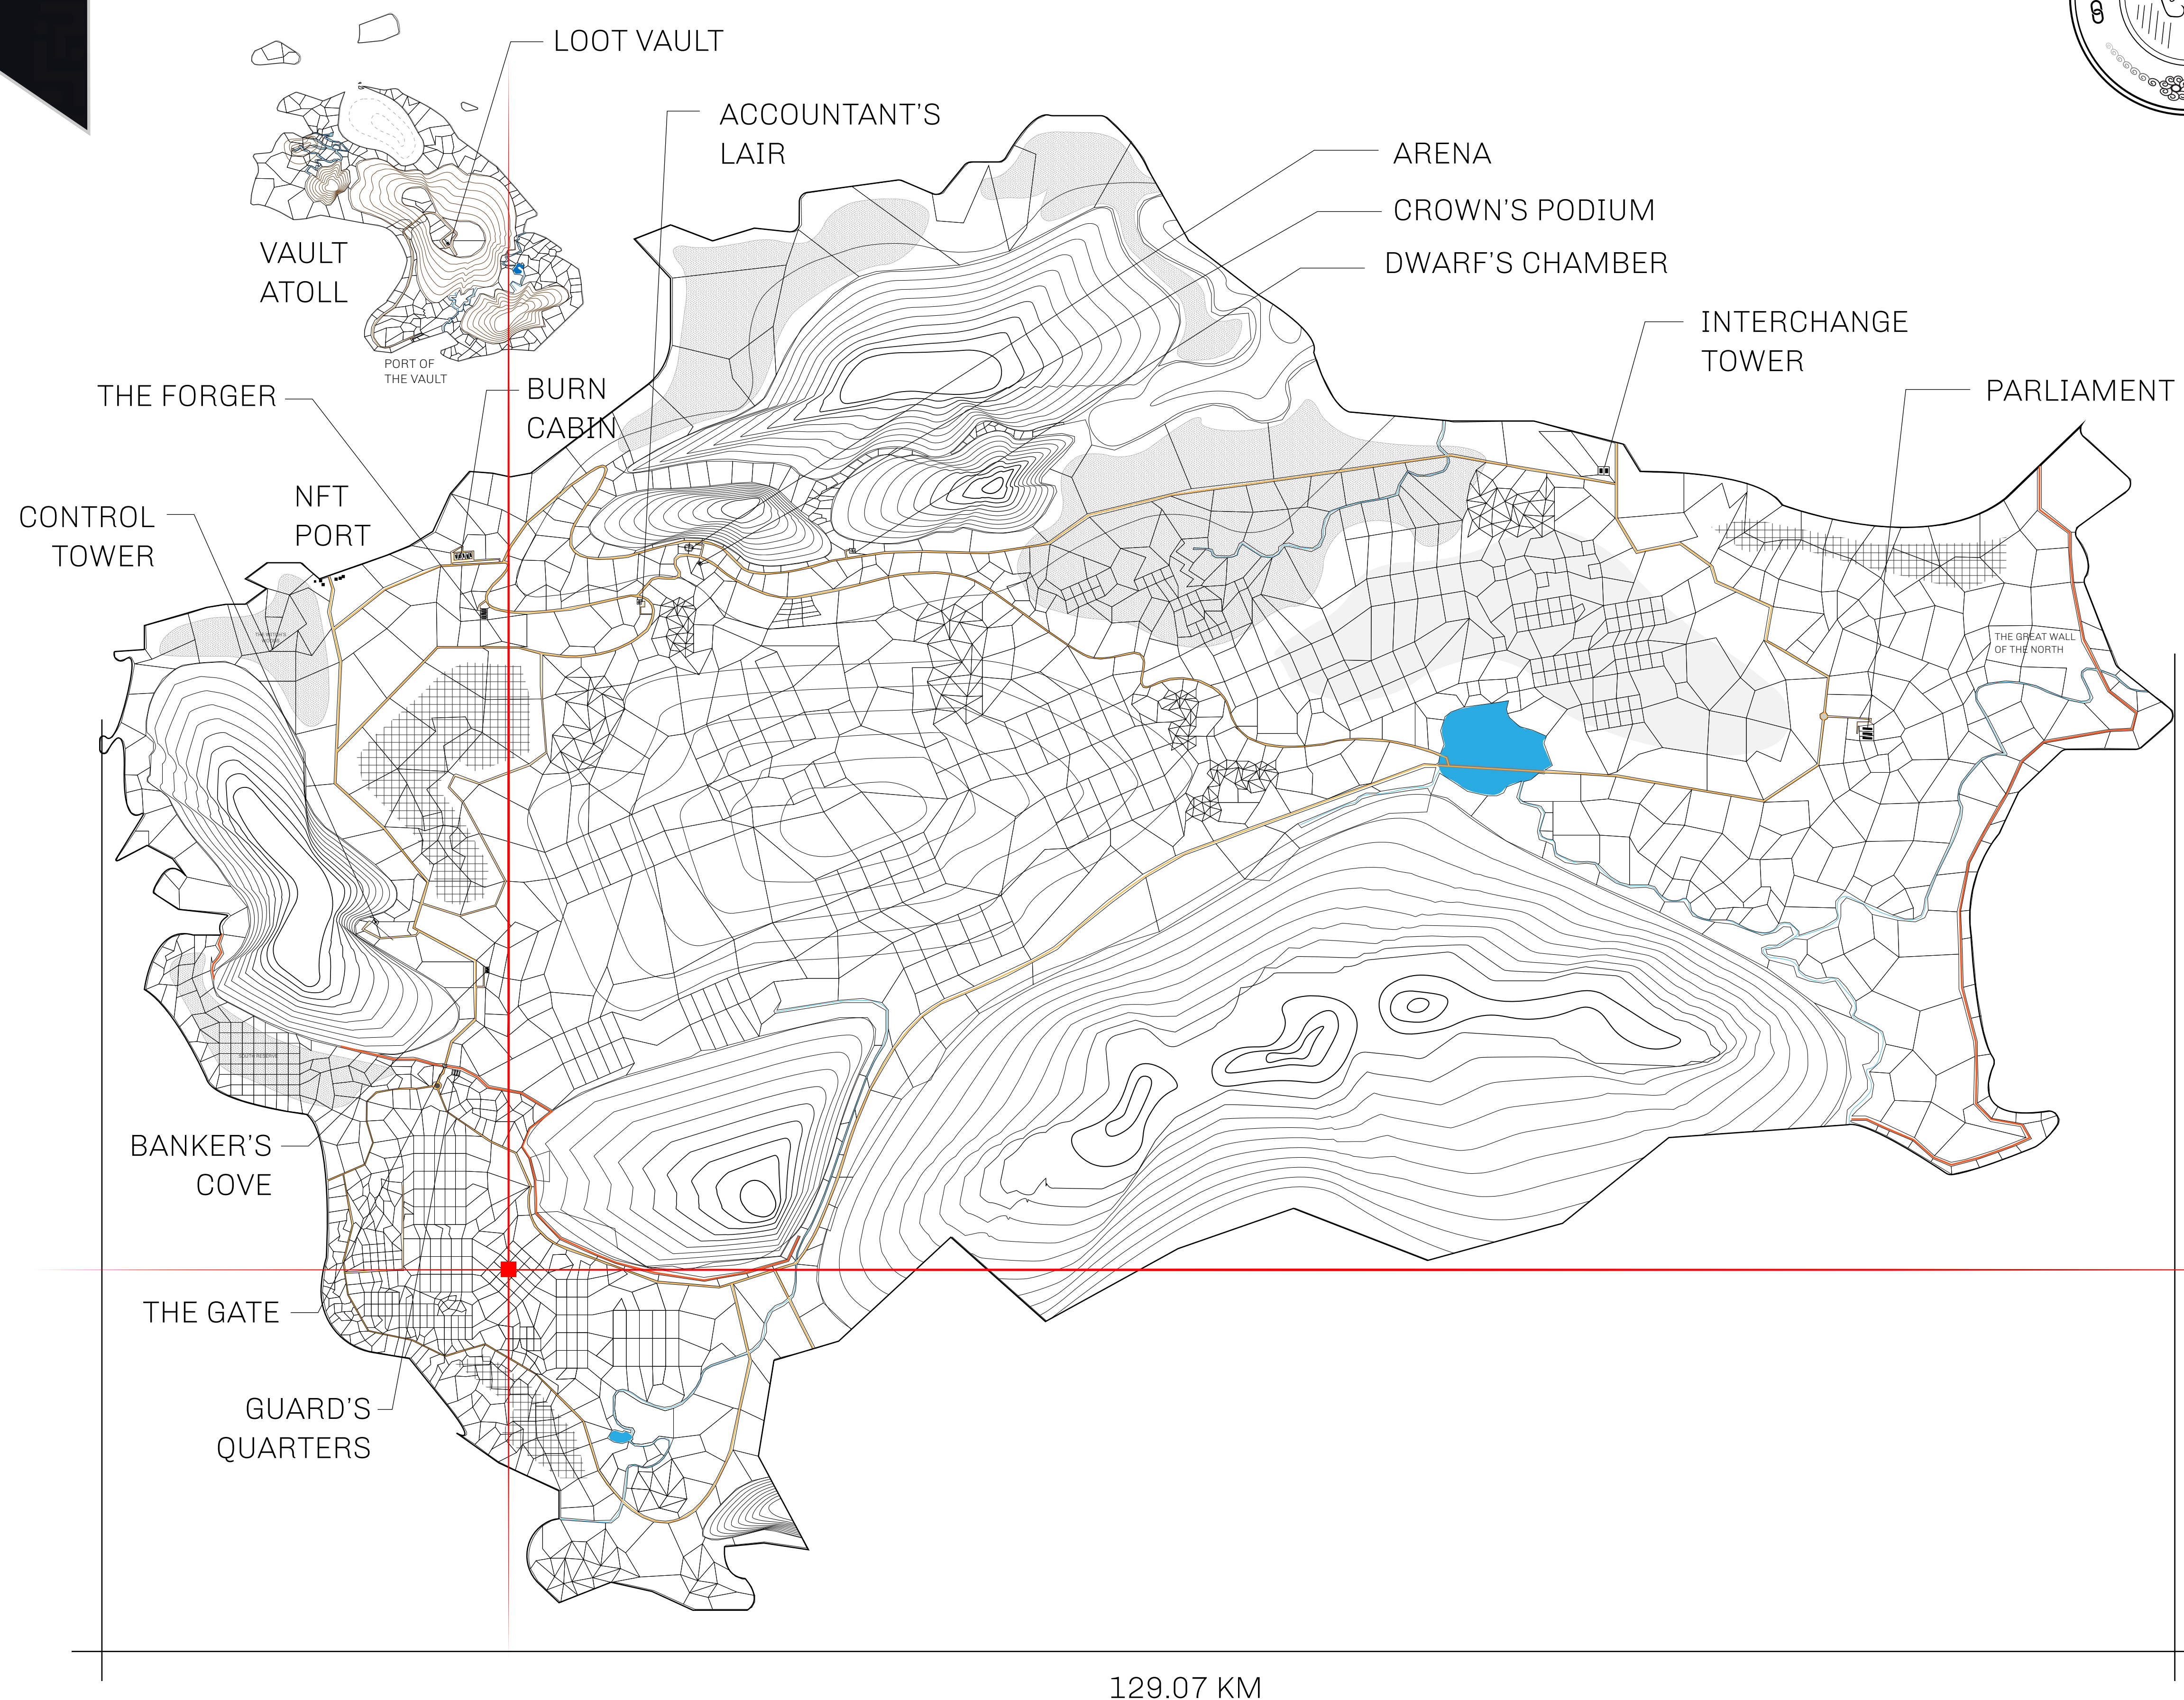 LOOT VAULT
ACCOUNTANT'S
LAIR
ARENA
CROWN'S PODIUM
DWARF'S CHAMBER
VAULT
ATOLL
INTERCHANGE
TOWER
PORT OF
THE VAULT
THE FORGER
BURN
CABIN
PARLIAMENT
NFT
PORT
CONTROL
TOWER
THE GREAT WALL
OF THE NORTH
SOUTH RESERVE
BANKER'S
COVE
THE GATE
GUARD'S
QUARTERS
129.07 KM